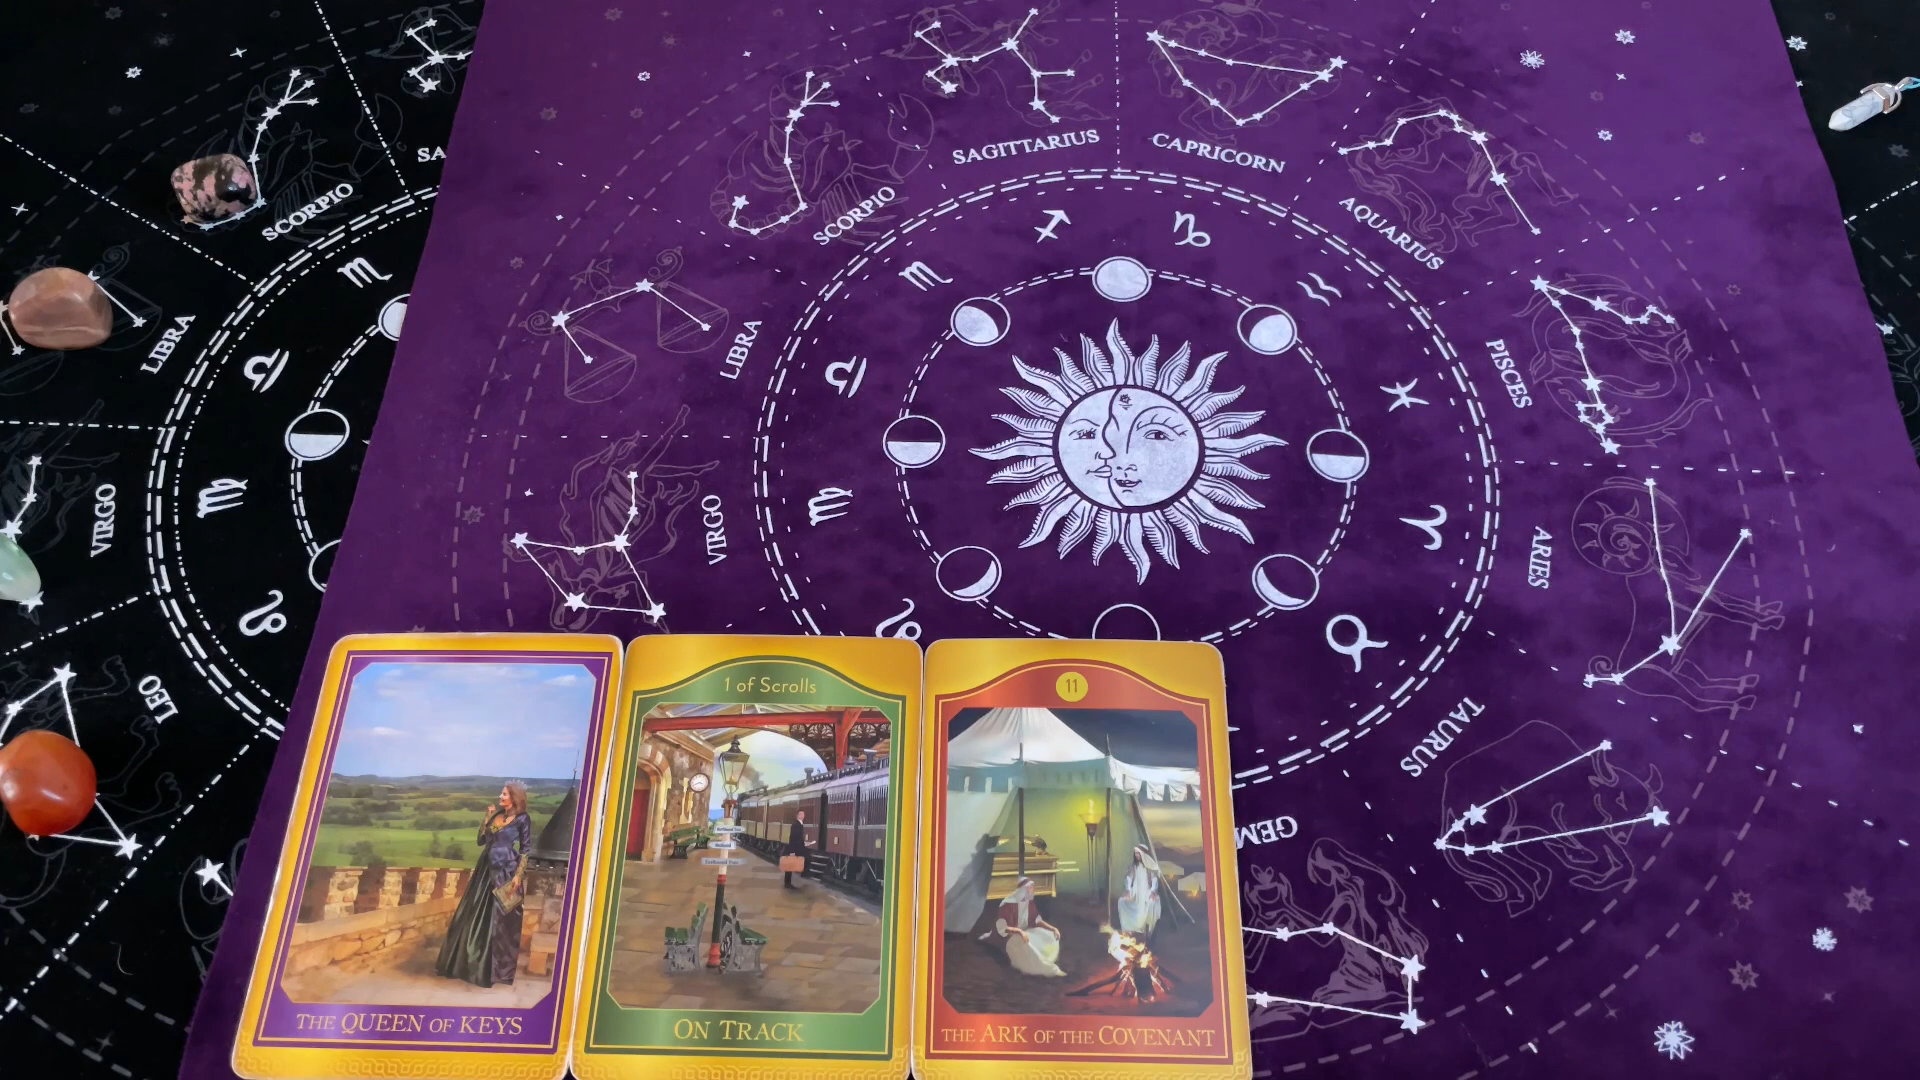 SAGITTARIUS
CAPRICORN
SCORPIO
AQUARIUS
LIBRA
PISCES
VIRGO
ARIES
TAURUS
GEM
SA
SCORPIO
LIBRA
VIRGO
LEO
THE QUEEN OF KEYS
1 of Scrolls
ON TRACK
11
THE ARK OF THE COVENANT